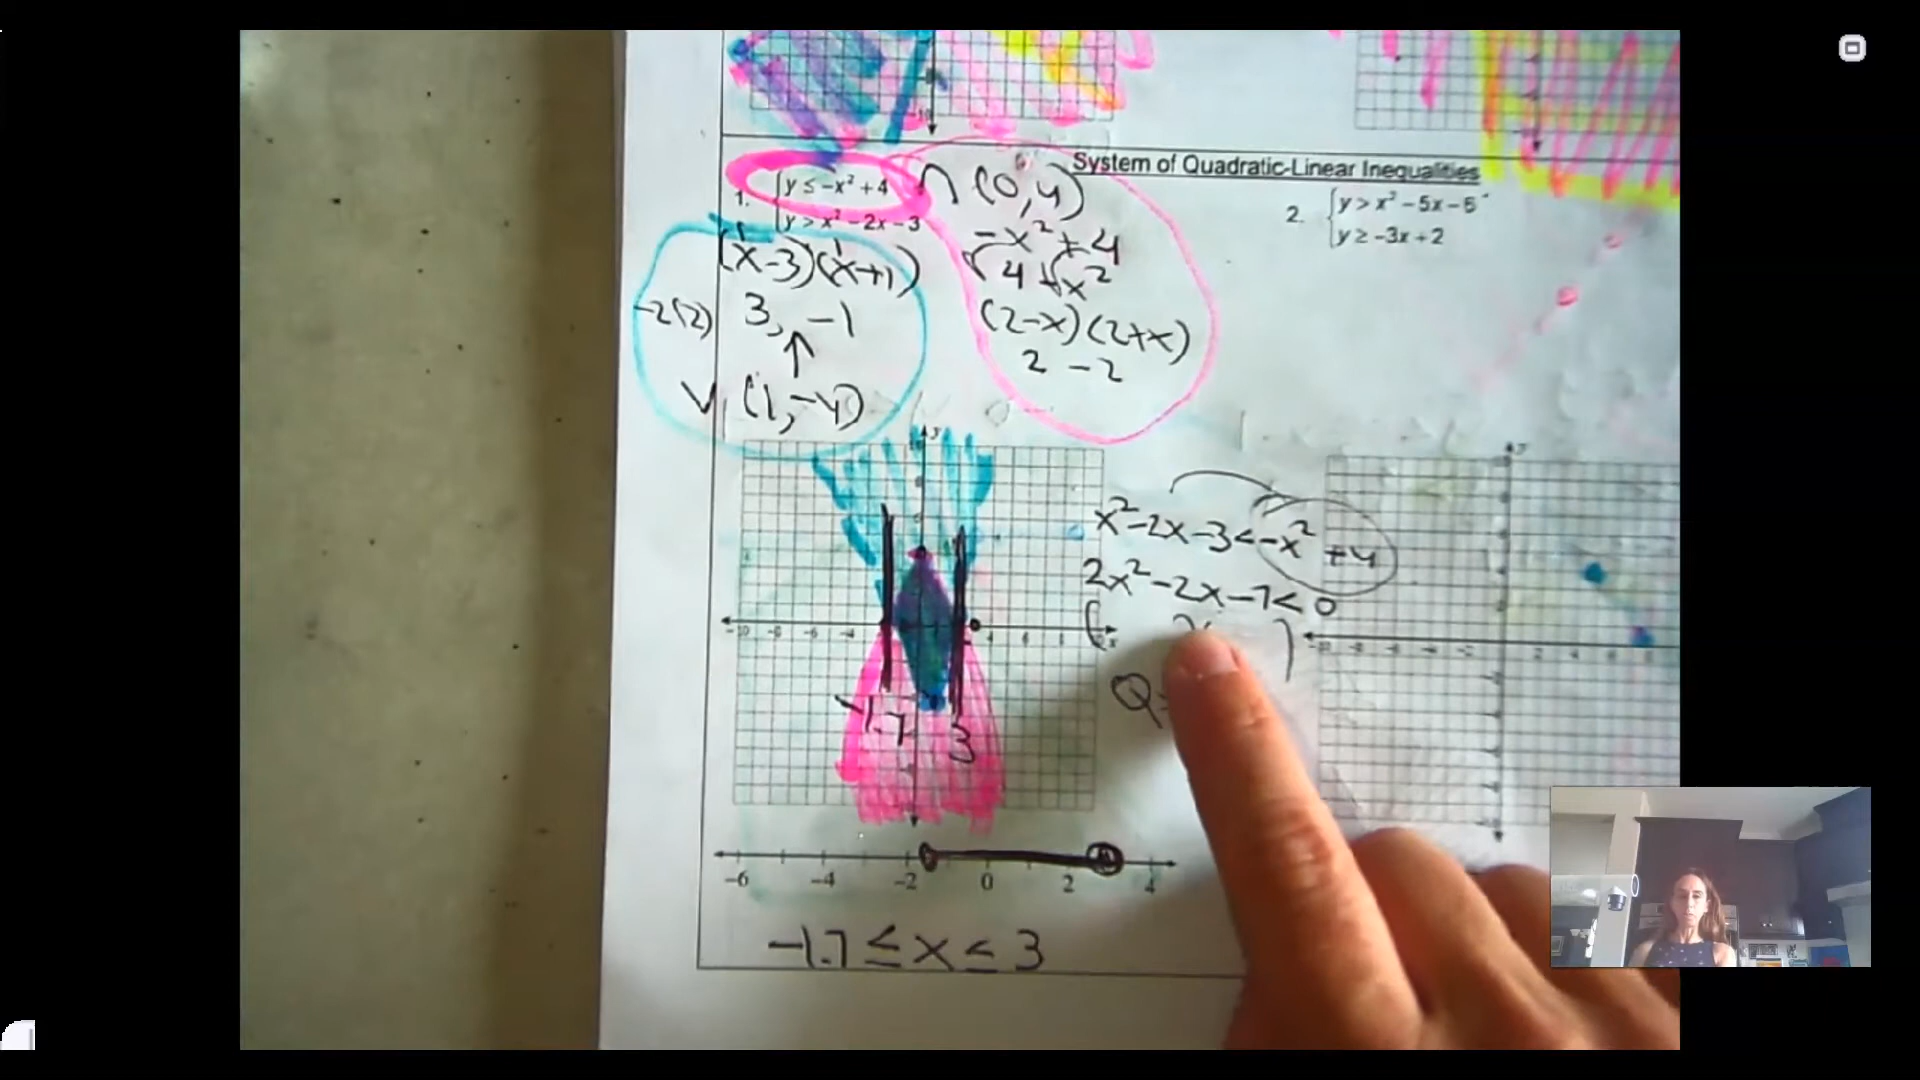 System of Quadratic-Linear Inequalities
1. y ≤ -x² + 4
y > x² - 2x - 3
(0, 4)
-x² + 4
4 - x²
(2-x)(2+x)
2 -2
(x-3)(x+1)
3, -1
-2(2)
V (1, -4)
2. y > x² - 5x - 6
y ≥ -3x + 2
x² - 2x - 3 < -x² + 4
2x² - 2x - 7 < 0
( )( )
Q
y
x
-1.7
3
-6 -4 -2 0 2 4
-1.7 ≤ x ≤ 3